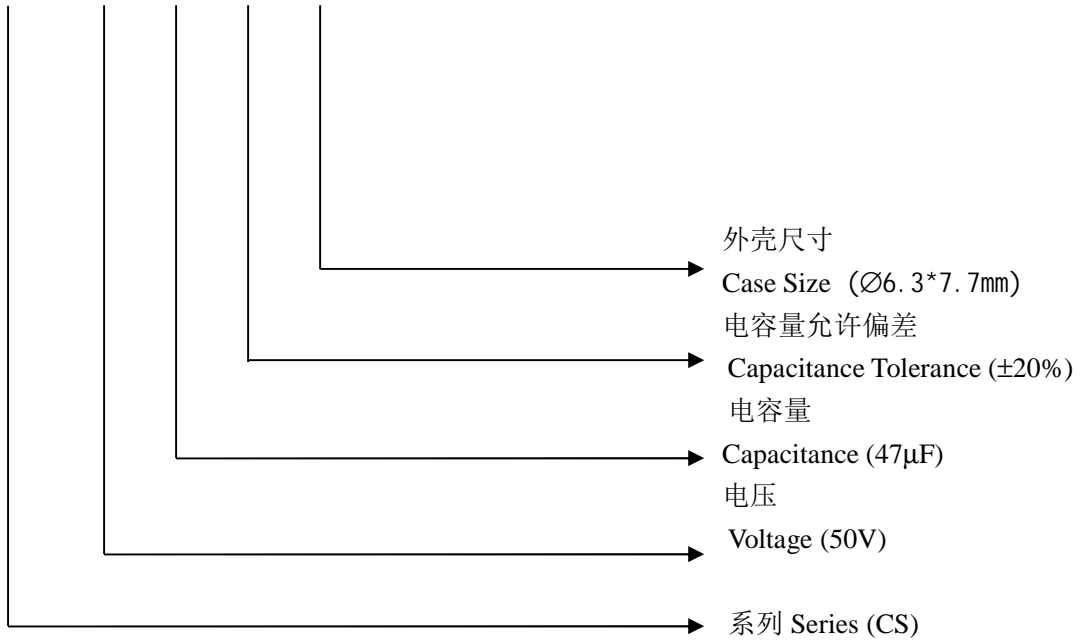 外壳尺寸
Case Size (∅6.3*7.7mm)
电容量允许偏差
Capacitance Tolerance (±20%)
电容量
Capacitance (47μF)
电压
Voltage (50V)
系列 Series (CS)